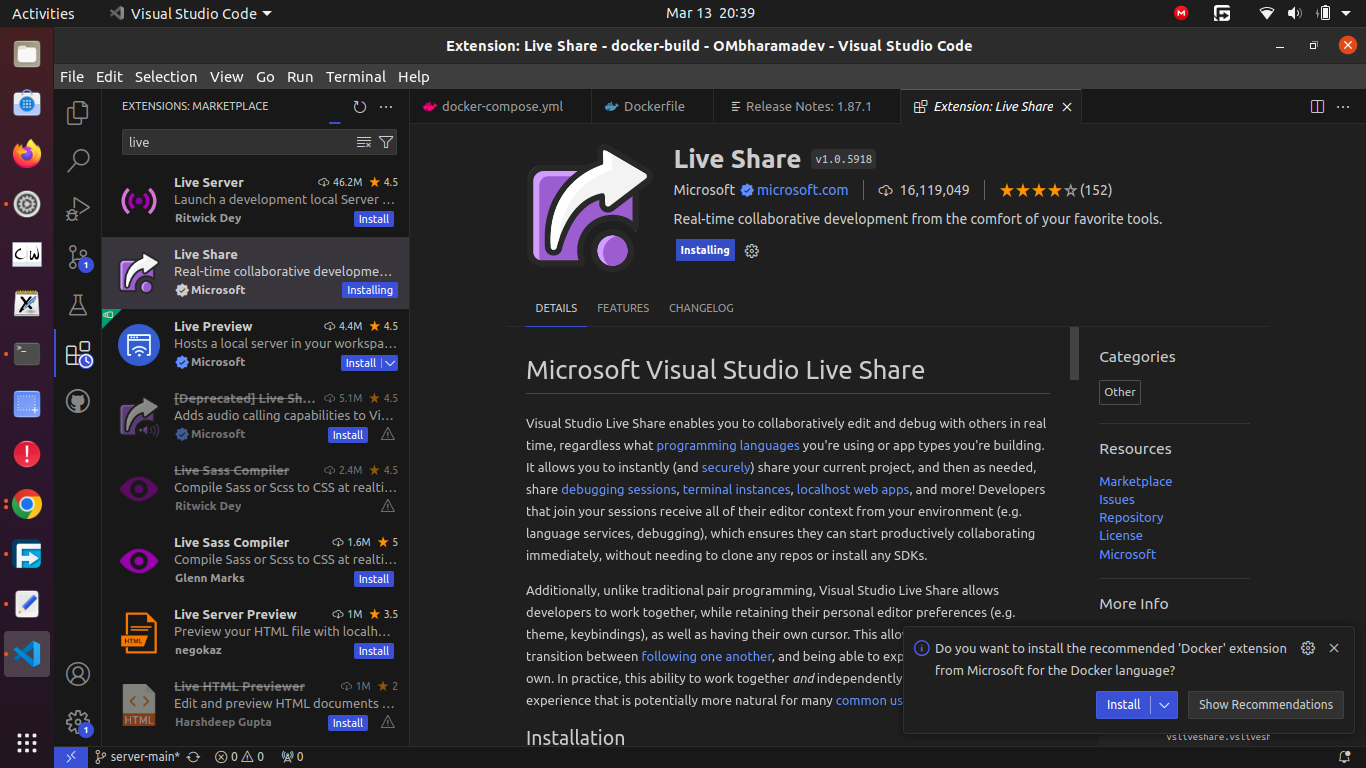 Activities
Visual Studio Code
Mar 13 20:39
Extension: Live Share - docker-build - OMbharamadev - Visual Studio Code
File Edit Selection View Go Run Terminal Help
EXTENSIONS: MARKETPLACE
live
Live Server 46.2M 4.5
Launch a development local Server ...
Ritwick Dey Install
Live Share
Real-time collaborative developme...
Microsoft Installing
Live Preview 4.4M 4.5
Hosts a local server in your workspa...
Microsoft Install
[Deprecated] Live Sh... 5.1M 4.5
Adds audio calling capabilities to Vi...
Microsoft Install
Live Sass Compiler 2.4M 4.5
Compile Sass or Scss to CSS at realti...
Ritwick Dey
Live Sass Compiler 1.6M 5
Compile Sass or Scss to CSS at realti...
Glenn Marks Install
Live Server Preview 1M 3.5
Preview your HTML file with localh...
negokaz Install
Live HTML Previewer 1M 2
Edit and preview HTML documents ...
Harshdeep Gupta Install
docker-compose.yml
Dockerfile
Release Notes: 1.87.1
Extension: Live Share
Live Share v1.0.5918
Microsoft microsoft.com 16,119,049 (152)
Real-time collaborative development from the comfort of your favorite tools.
Installing
DETAILS FEATURES CHANGELOG
Microsoft Visual Studio Live Share
Visual Studio Live Share enables you to collaboratively edit and debug with others in real
time, regardless what programming languages you're using or app types you're building.
It allows you to instantly (and securely) share your current project, and then as needed,
share debugging sessions, terminal instances, localhost web apps, and more! Developers
that join your sessions receive all of their editor context from your environment (e.g.
language services, debugging), which ensures they can start productively collaborating
immediately, without needing to clone any repos or install any SDKs.
Additionally, unlike traditional pair programming, Visual Studio Live Share allows
developers to work together, while retaining their personal editor preferences (e.g.
theme, keybindings), as well as having their own cursor. This allow
transition between following one another, and being able to exp
own. In practice, this ability to work together and independently
experience that is potentially more natural for many common us
Installation
Categories
Other
Resources
Marketplace
Issues
Repository
License
Microsoft
More Info
Do you want to install the recommended 'Docker' extension
from Microsoft for the Docker language?
Install
Show Recommendations
vsliveshare.vslivesh
server-main* 0 0 0
1
1
CW
HTML
HTML